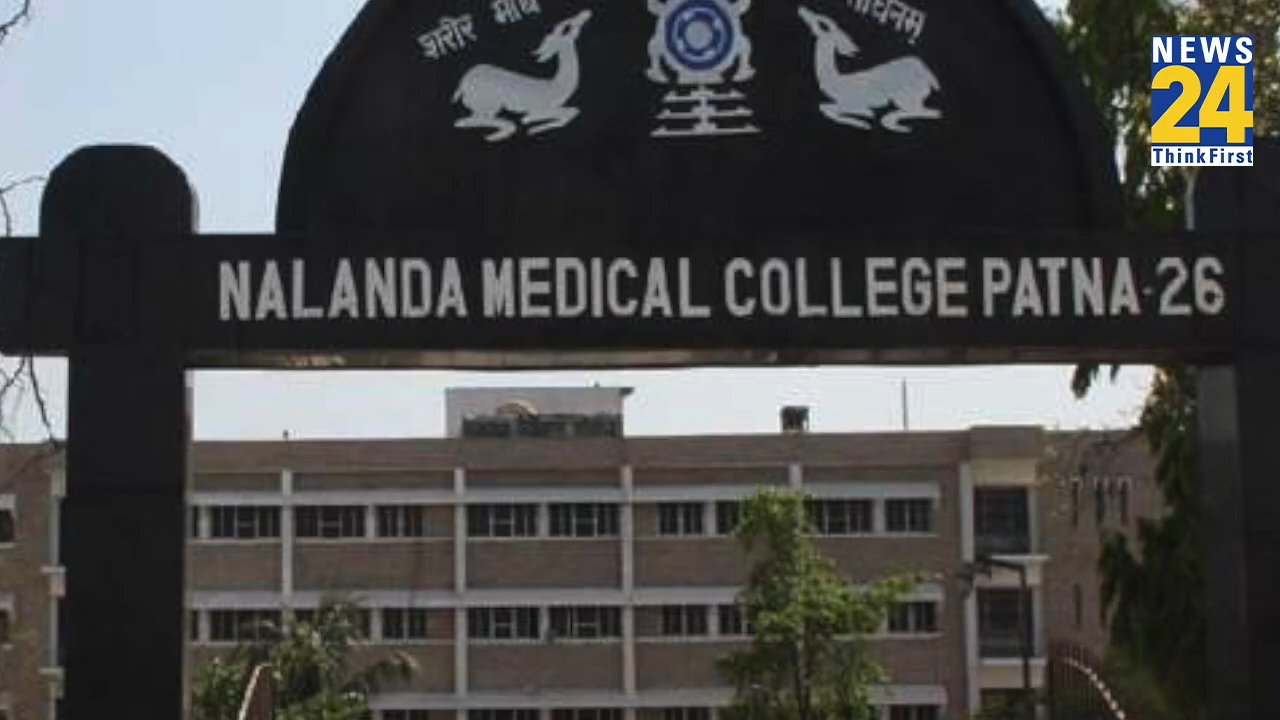 शरीर माध
NEWS
24
ThinkFirst
NALANDA MEDICAL COLLEGE PATNA-26